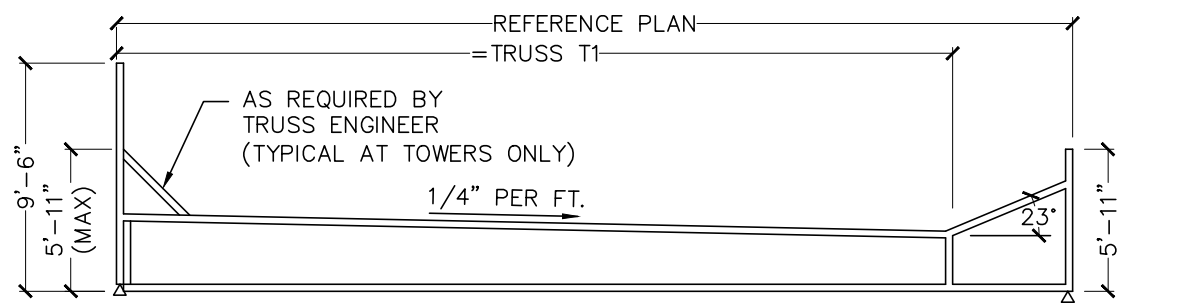 REFERENCE PLAN
=TRUSS T1
AS REQUIRED BY
TRUSS ENGINEER
(TYPICAL AT TOWERS ONLY)
9'-6"
5'-11"
(MAX)
1/4" PER FT.
23°
5'-11"